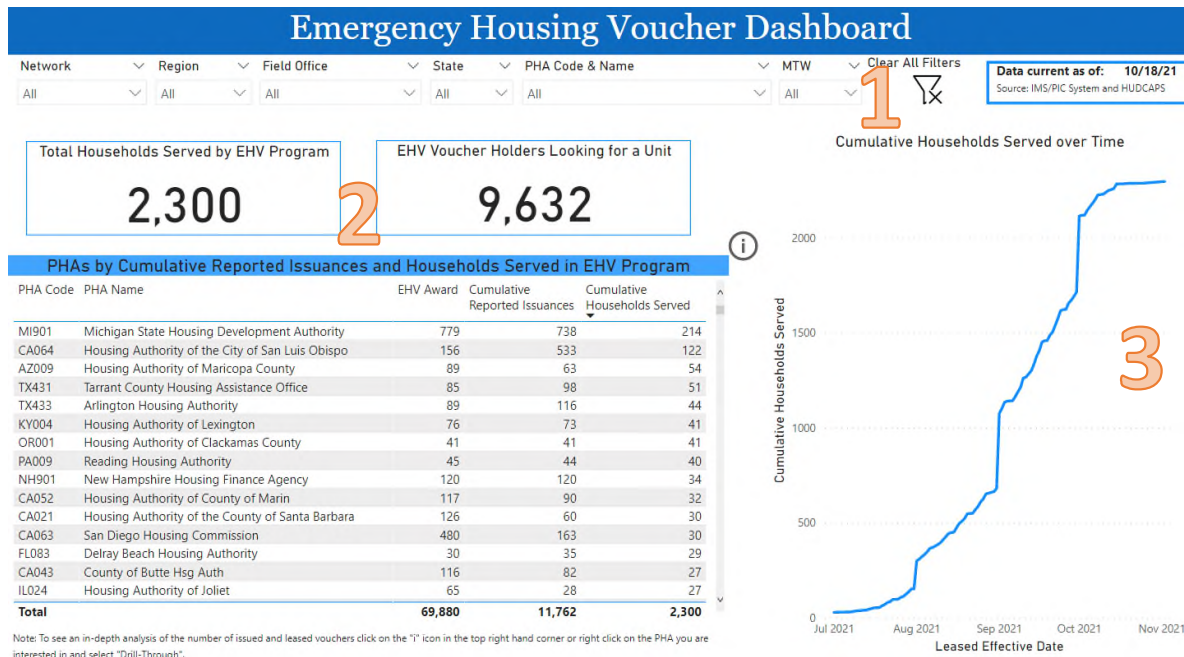 Emergency Housing Voucher Dashboard
Network Region Field Office State PHA Code & Name MTW Clear All Filters
All All All All All All
Data current as of: 10/18/21
Source: IMS/PIC System and HUDCAPS
1
Total Households Served by EHV Program
2,300
2
EHV Voucher Holders Looking for a Unit
9,632
i
PHAs by Cumulative Reported Issuances and Households Served in EHV Program
PHA Code PHA Name EHV Award Cumulative Reported Issuances Cumulative Households Served
MI901 Michigan State Housing Development Authority 779 738 214
CA064 Housing Authority of the City of San Luis Obispo 156 533 122
AZ009 Housing Authority of Maricopa County 89 63 54
TX431 Tarrant County Housing Assistance Office 85 98 51
TX433 Arlington Housing Authority 89 116 44
KY004 Housing Authority of Lexington 76 73 41
OR001 Housing Authority of Clackamas County 41 41 41
PA009 Reading Housing Authority 45 44 40
NH901 New Hampshire Housing Finance Agency 120 120 34
CA052 Housing Authority of County of Marin 117 90 32
CA021 Housing Authority of the County of Santa Barbara 126 60 30
CA063 San Diego Housing Commission 480 163 30
FL083 Delray Beach Housing Authority 30 35 29
CA043 County of Butte Hsg Auth 116 82 27
IL024 Housing Authority of Joliet 65 28 27
Total 69,880 11,762 2,300
Note: To see an in-depth analysis of the number of issued and leased vouchers click on the "i" icon in the top right hand corner or right click on the PHA you are
interested in and select "Drill-Through".
Cumulative Households Served over Time
Cumulative Households Served
2000
1500
1000
500
0
3
Jul 2021 Aug 2021 Sep 2021 Oct 2021 Nov 2021
Leased Effective Date